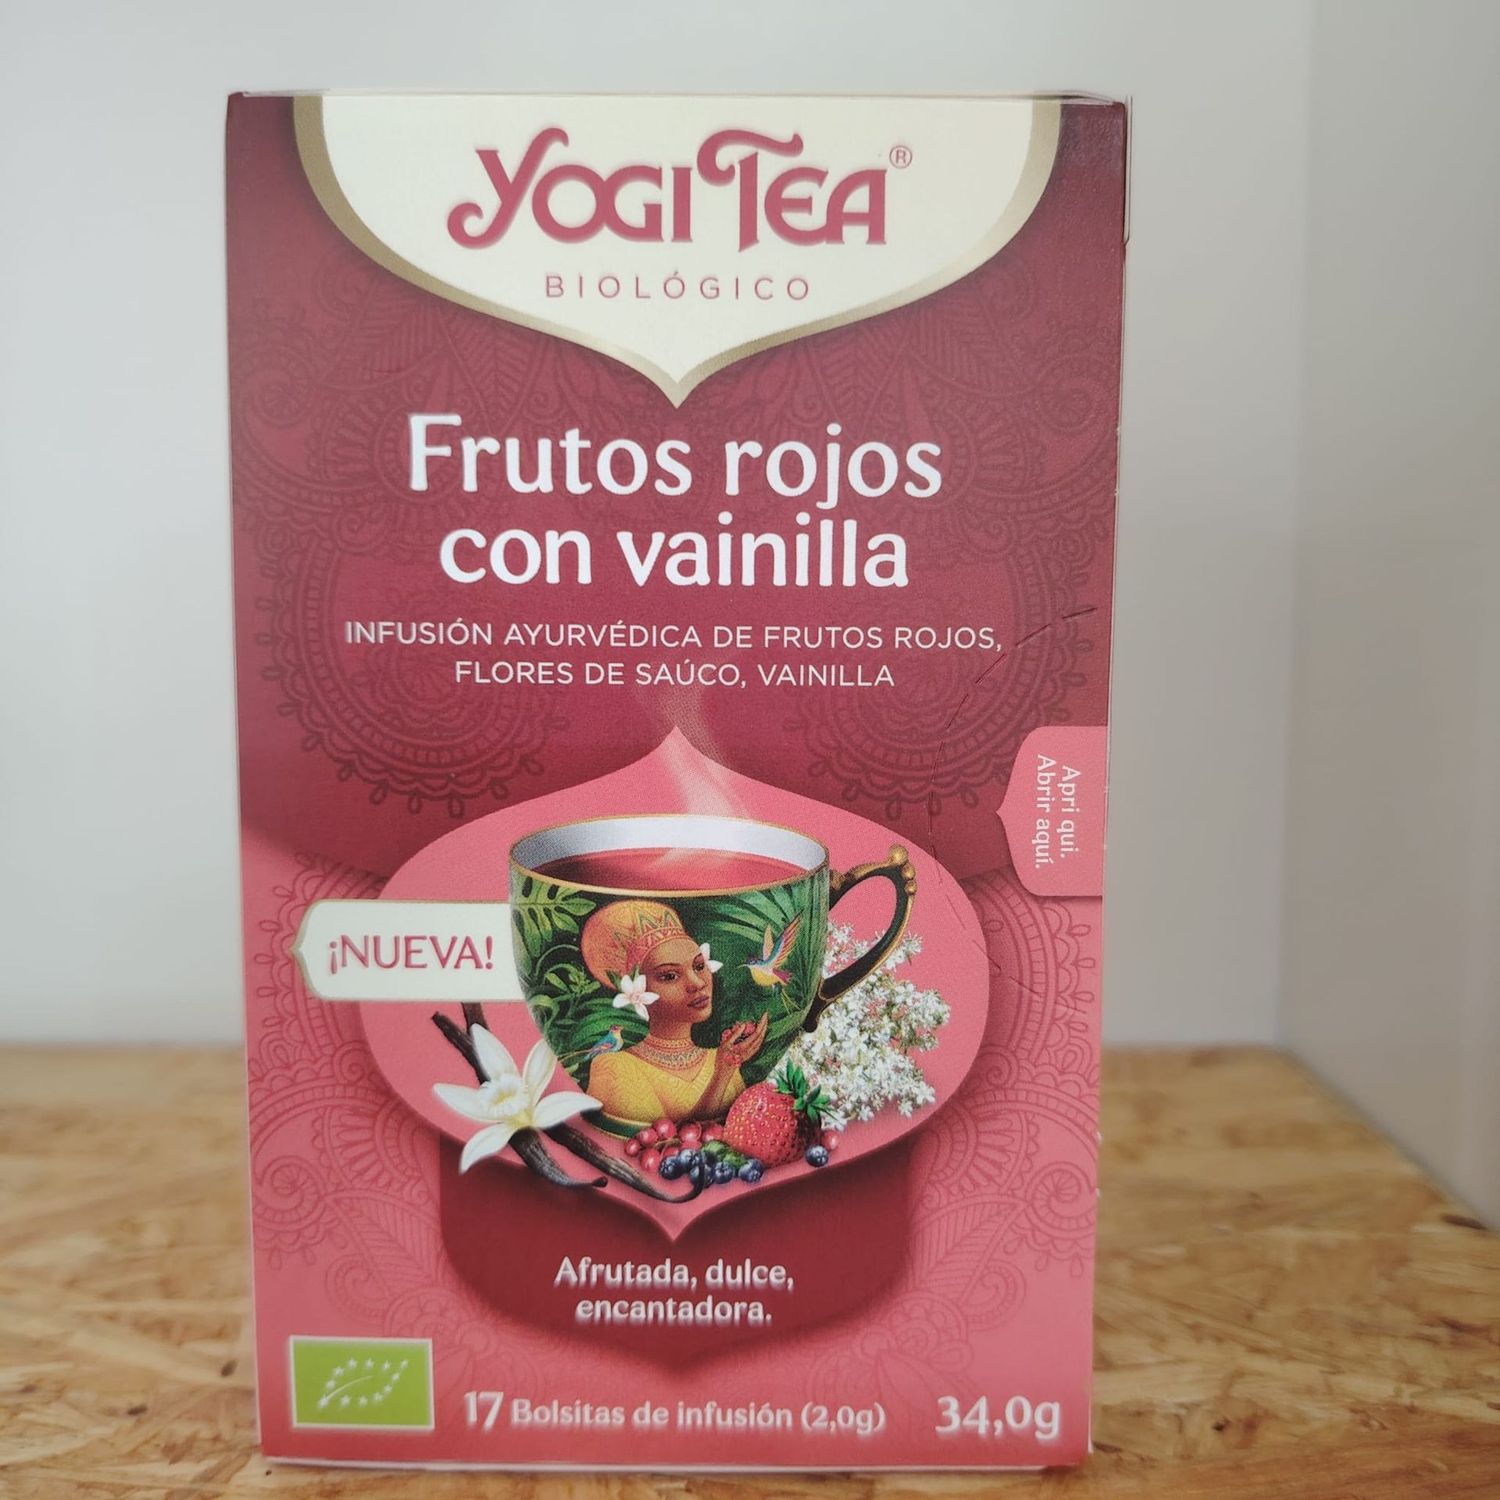 YOGI TEA®
BIOLÓGICO
Frutos rojos
con vainilla
INFUSIÓN AYURVÉDICA DE FRUTOS ROJOS,
FLORES DE SAÚCO, VAINILLA
Apri qui.
Abrir aquí.
¡NUEVA!
Afrutada, dulce,
encantadora.
17 Bolsitas de infusión (2,0g) 34,0g